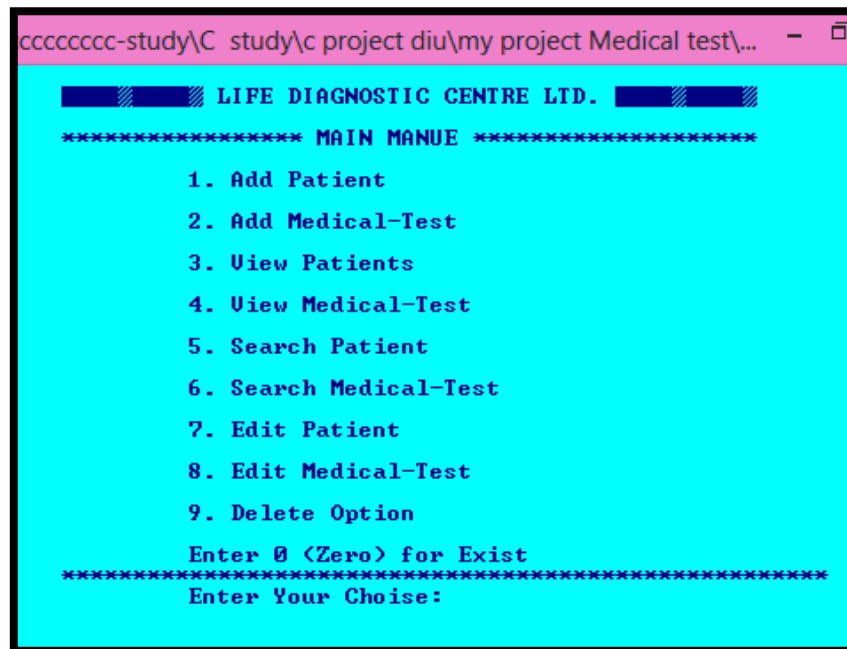 ccccccccc-study\C study\c project diu\my project Medical test\...
LIFE DIAGNOSTIC CENTRE LTD.
***************** MAIN MANUE ********************
1. Add Patient
2. Add Medical-Test
3. View Patients
4. View Medical-Test
5. Search Patient
6. Search Medical-Test
7. Edit Patient
8. Edit Medical-Test
9. Delete Option
Enter 0 (Zero) for Exist
******************************************************
Enter Your Choise: